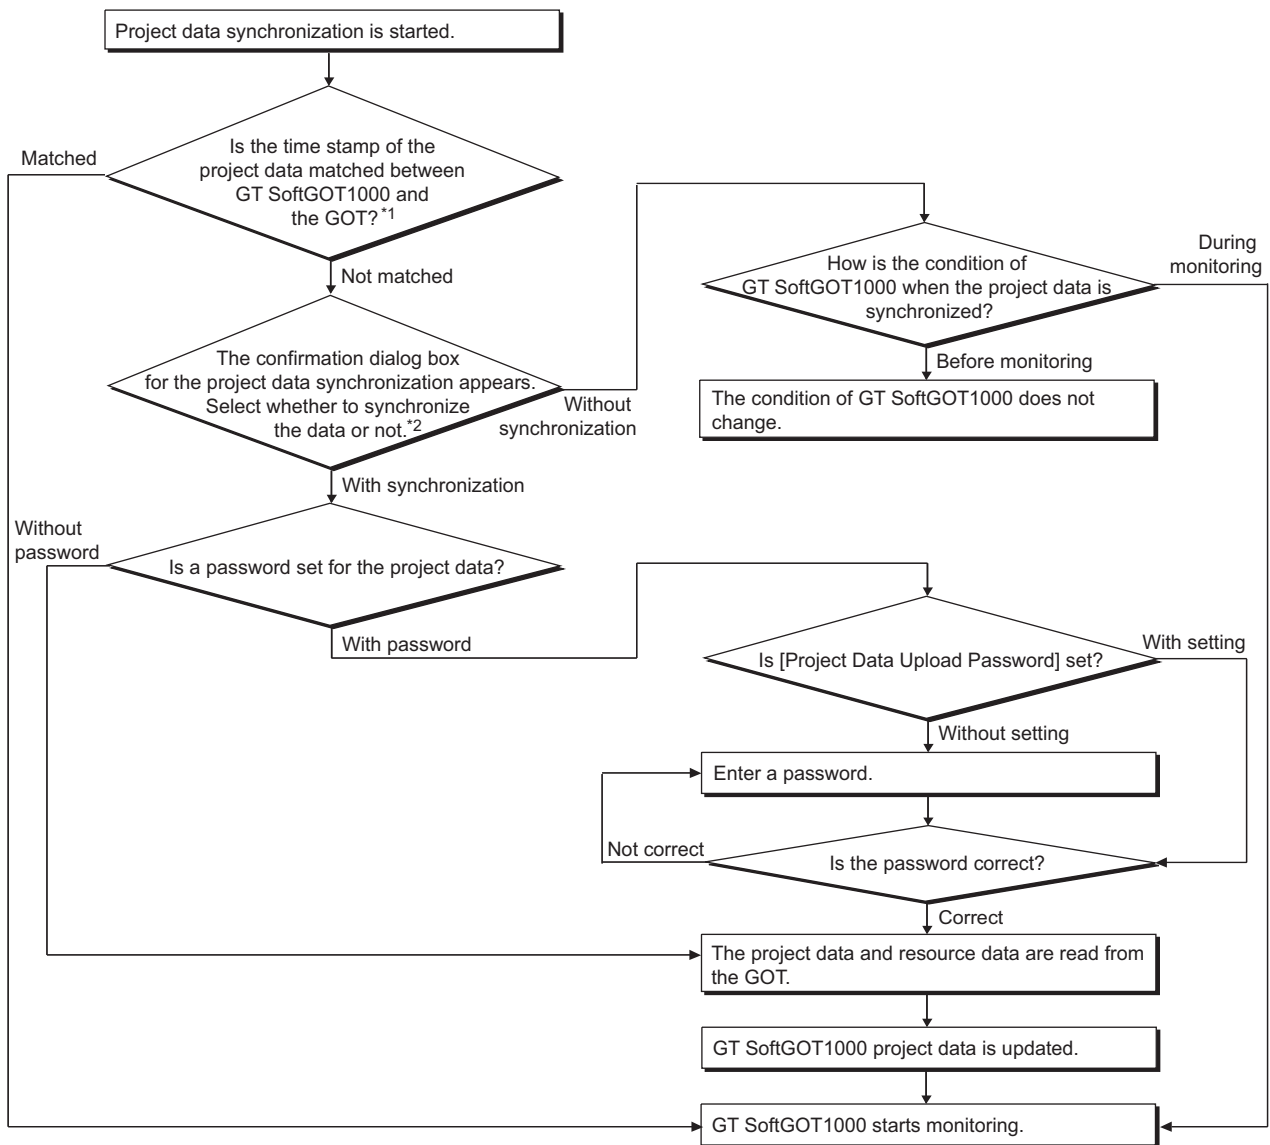 Project data synchronization is started.
Is the time stamp of the
project data matched between
GT SoftGOT1000 and
the GOT? *1
Matched
Not matched
The confirmation dialog box
for the project data synchronization appears.
Select whether to synchronize
the data or not.*2
Without
synchronization
With synchronization
How is the condition of
GT SoftGOT1000 when the project data is
synchronized?
During
monitoring
Before monitoring
The condition of GT SoftGOT1000 does not
change.
Is a password set for the project data?
Without
password
With password
Is [Project Data Upload Password] set?
With setting
Without setting
Enter a password.
Is the password correct?
Not correct
Correct
The project data and resource data are read from
the GOT.
GT SoftGOT1000 project data is updated.
GT SoftGOT1000 starts monitoring.